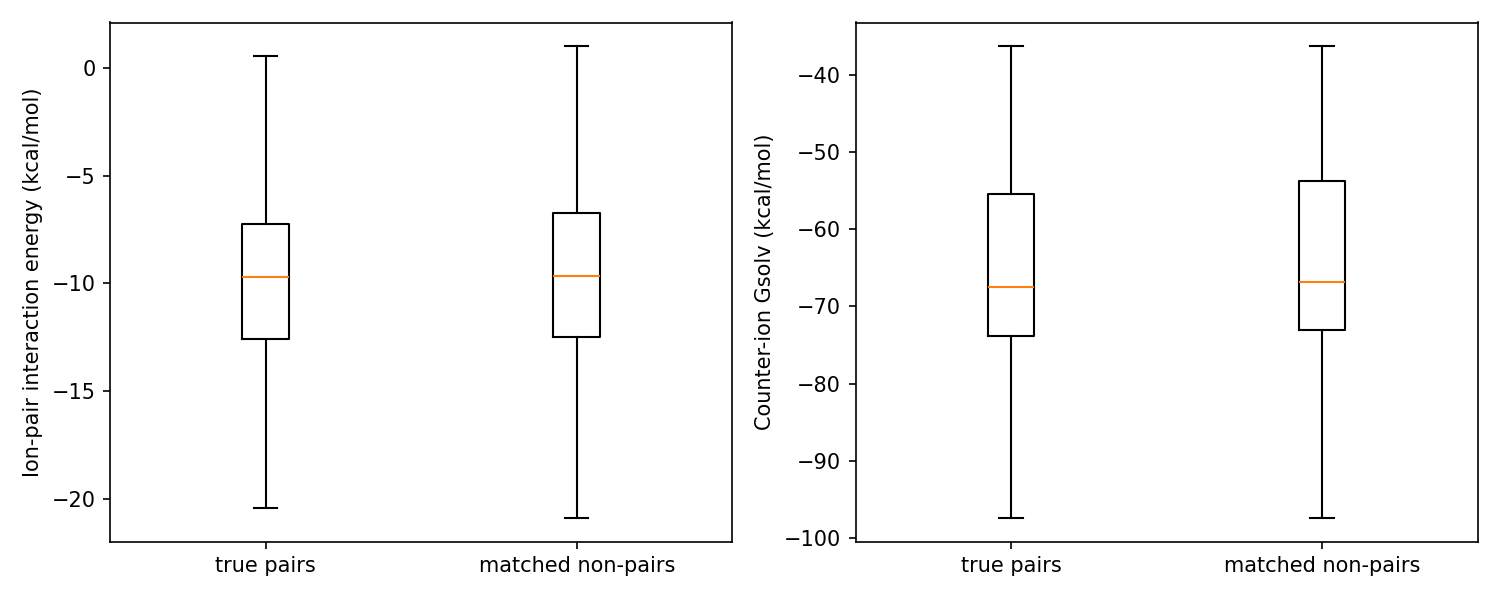 Ion-pair interaction energy (kcal/mol)
0
−5
−10
−15
−20
true pairs
matched non-pairs
Counter-ion Gsolv (kcal/mol)
−40
−50
−60
−70
−80
−90
−100
true pairs
matched non-pairs